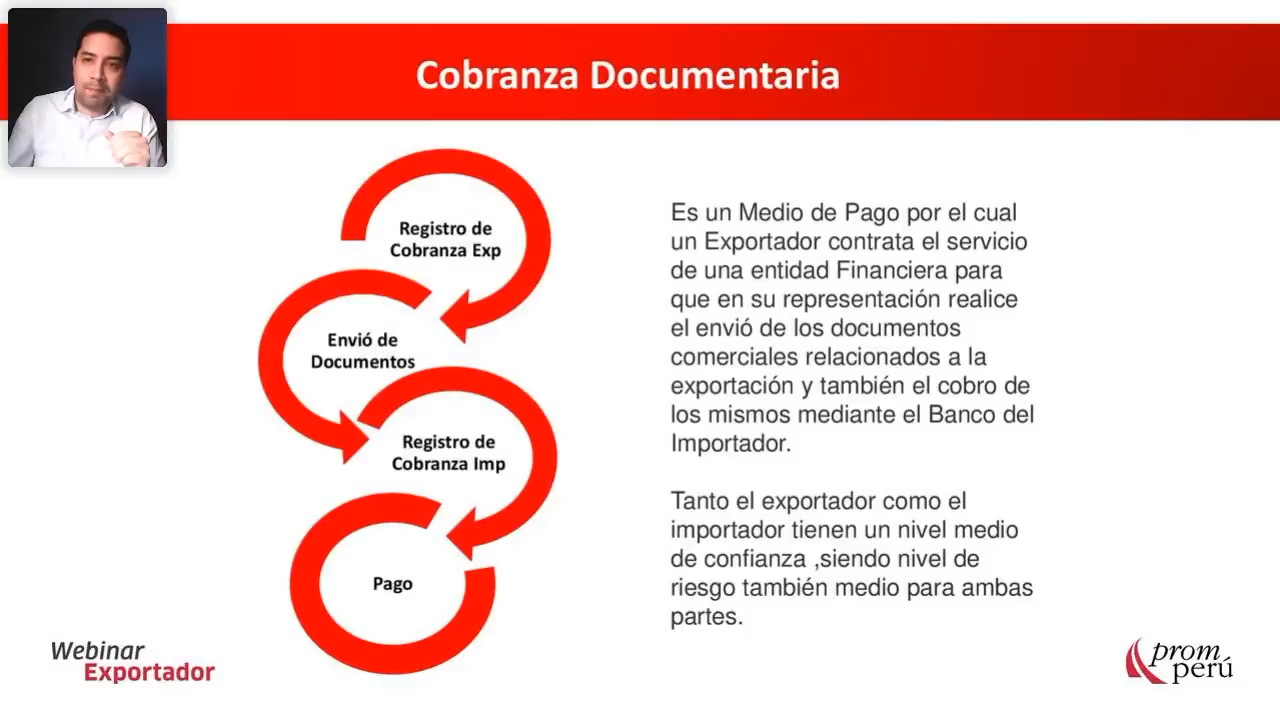 Cobranza Documentaria
Registro de
Cobranza Exp
Envió de
Documentos
Registro de
Cobranza Imp
Pago
Es un Medio de Pago por el cual
un Exportador contrata el servicio
de una entidad Financiera para
que en su representación realice
el envió de los documentos
comerciales relacionados a la
exportación y también el cobro de
los mismos mediante el Banco del
Importador.
Tanto el exportador como el
importador tienen un nivel medio
de confianza ,siendo nivel de
riesgo también medio para ambas
partes.
Webinar
Exportador
prom
perú